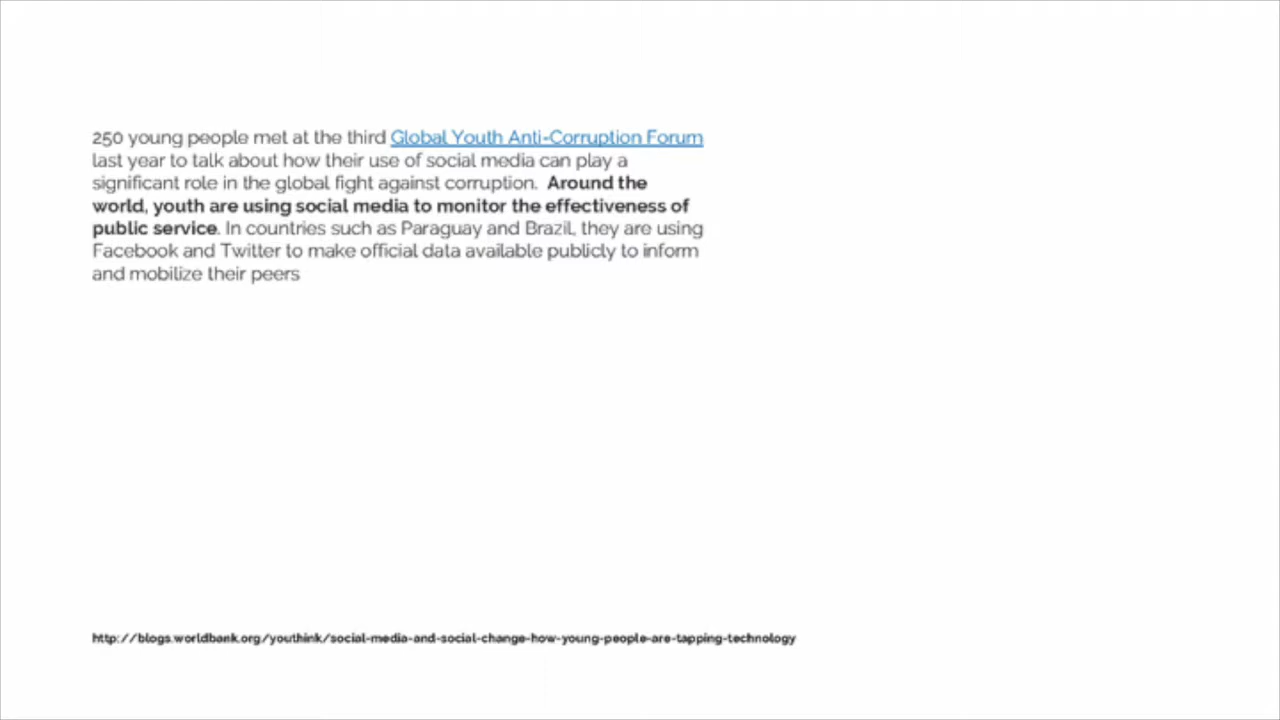 250 young people met at the third Global Youth Anti-Corruption Forum
last year to talk about how their use of social media can play a
significant role in the global fight against corruption. Around the
world, youth are using social media to monitor the effectiveness of
public service. In countries such as Paraguay and Brazil, they are using
Facebook and Twitter to make official data available publicly to inform
and mobilize their peers
http://blogs.worldbank.org/youthink/social-media-and-social-change-how-young-people-are-tapping-technology